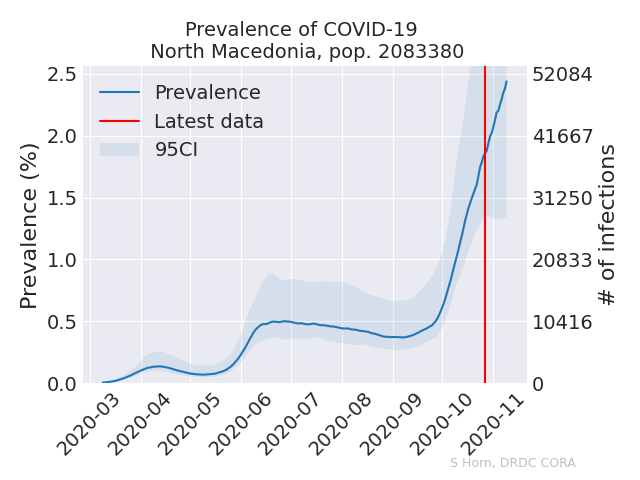 Prevalence of COVID-19
North Macedonia, pop. 2083380
Prevalence
Latest data
95CI
Prevalence (%)
2.5
2.0
1.5
1.0
0.5
0.0
52084
41667
31250
20833
10416
0
# of infections
2020-03
2020-04
2020-05
2020-06
2020-07
2020-08
2020-09
2020-10
2020-11
S Horn, DRDC CORA